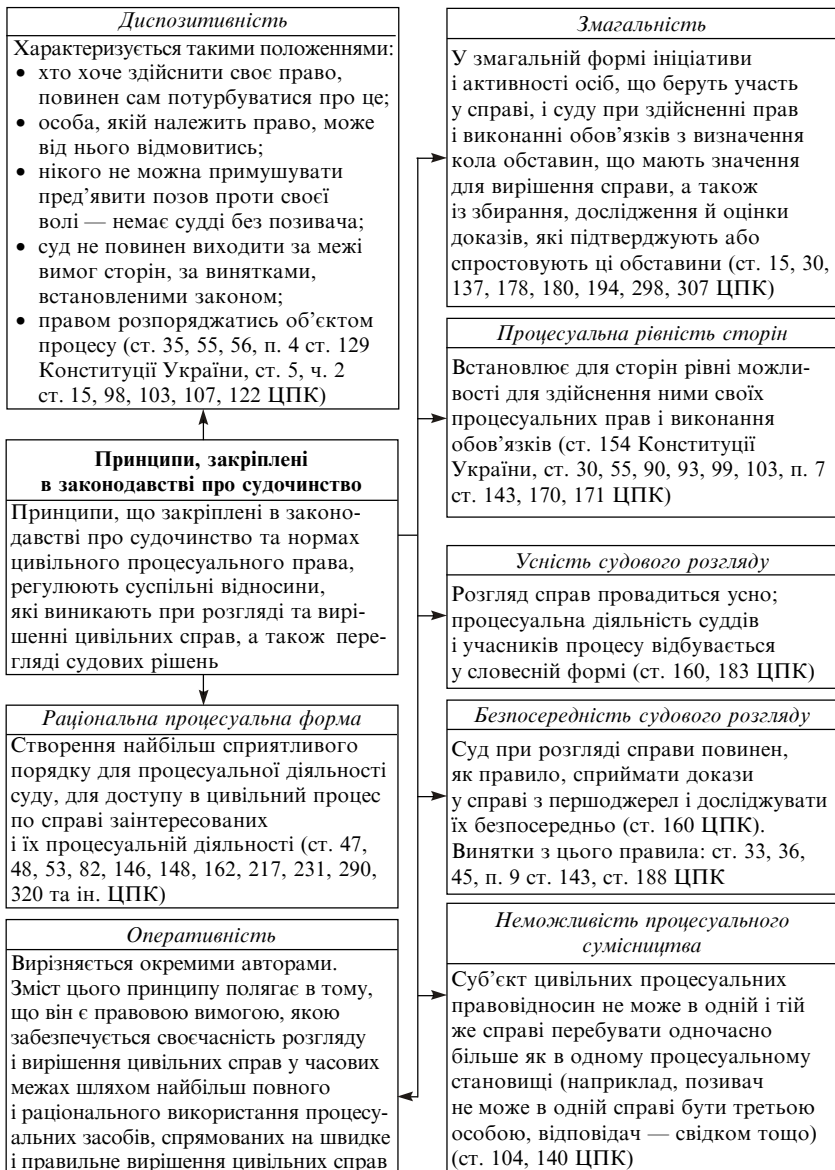 Диспозитивність
Характеризується такими положеннями:
• хто хоче здійснити своє право,
повинен сам потурбуватися про це;
• особа, якій належить право, може
від нього відмовитись;
• нікого не можна примушувати
пред’явити позов проти своєї
волі — немає судді без позивача;
• суд не повинен виходити за межі
вимог сторін, за винятками,
встановленими законом;
• правом розпоряджатись об’єктом
процесу (ст. 35, 55, 56, п. 4 ст. 129
Конституції України, ст. 5, ч. 2
ст. 15, 98, 103, 107, 122 ЦПК)
Принципи, закріплені
в законодавстві про судочинство
Принципи, що закріплені в законо-
давстві про судочинство та нормах
цивільного процесуального права,
регулюють суспільні відносини,
які виникають при розгляді та вирі-
шенні цивільних справ, а також пере-
гляді судових рішень
Раціональна процесуальна форма
Створення найбільш сприятливого
порядку для процесуальної діяльності
суду, для доступу в цивільний процес
по справі заінтересованих
і їх процесуальній діяльності (ст. 47,
48, 53, 82, 146, 148, 162, 217, 231, 290,
320 та ін. ЦПК)
Оперативність
Вирізняється окремими авторами.
Зміст цього принципу полягає в тому,
що він є правовою вимогою, якою
забезпечується своєчасність розгляду
і вирішення цивільних справ у часових
межах шляхом найбільш повного
і раціонального використання процесу-
альних засобів, спрямованих на швидке
і правильне вирішення цивільних справ
Змагальність
У змагальній формі ініціативи
і активності осіб, що беруть участь
у справі, і суду при здійсненні прав
і виконанні обов’язків з визначення
кола обставин, що мають значення
для вирішення справи, а також
із збирання, дослідження й оцінки
доказів, які підтверджують або
спростовують ці обставини (ст. 15, 30,
137, 178, 180, 194, 298, 307 ЦПК)
Процесуальна рівність сторін
Встановлює для сторін рівні можли-
вості для здійснення ними своїх
процесуальних прав і виконання
обов’язків (ст. 154 Конституції
України, ст. 30, 55, 90, 93, 99, 103, п. 7
ст. 143, 170, 171 ЦПК)
Усність судового розгляду
Розгляд справ провадиться усно;
процесуальна діяльність суддів
і учасників процесу відбувається
у словесній формі (ст. 160, 183 ЦПК)
Безпосередність судового розгляду
Суд при розгляді справи повинен,
як правило, сприймати докази
у справі з першоджерел і досліджувати
їх безпосередньо (ст. 160 ЦПК).
Винятки з цього правила: ст. 33, 36,
45, п. 9 ст. 143, ст. 188 ЦПК
Неможливість процесуального
сумісництва
Суб’єкт цивільних процесуальних
правовідносин не може в одній і тій
же справі перебувати одночасно
більше як в одному процесуальному
становищі (наприклад, позивач
не може в одній справі бути третьою
особою, відповідач — свідком тощо)
(ст. 104, 140 ЦПК)